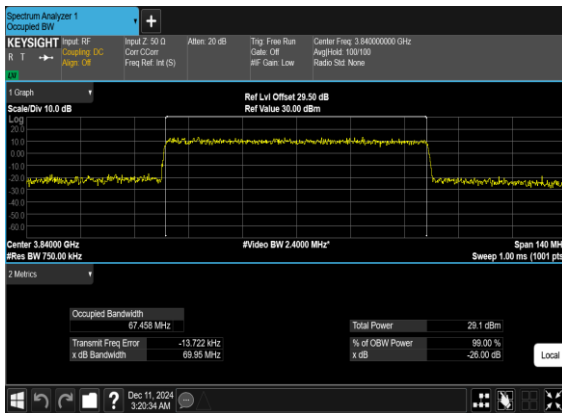 Spectrum Analyzer 1
Occupied BW
KEYSIGHT Input: RF Input Z: 50 Ω Atten: 20 dB Trig: Free Run Center Freq: 3.840000000 GHz
R T Coupling: DC Corr CCorr Gate: Off Avg|Hold: 100/100
Align: Off Freq Ref: Int (S) #IF Gain: Low Radio Std: None
1 Graph
Ref Lvl Offset 29.50 dB
Scale/Div 10.0 dB Ref Value 30.00 dBm
Log
20.0
10.0
0.00
-10.0
-20.0
-30.0
-40.0
-50.0
-60.0
Center 3.84000 GHz #Video BW 2.4000 MHz* Span 140 MH
#Res BW 750.00 kHz Sweep 1.00 ms (1001 pts
2 Metrics
Occupied Bandwidth
67.458 MHz Total Power 29.1 dBm
Transmit Freq Error -13.722 kHz % of OBW Power 99.00 %
x dB Bandwidth 69.95 MHz x dB -26.00 dB
Local
Dec 11, 2024
3:20:34 AM